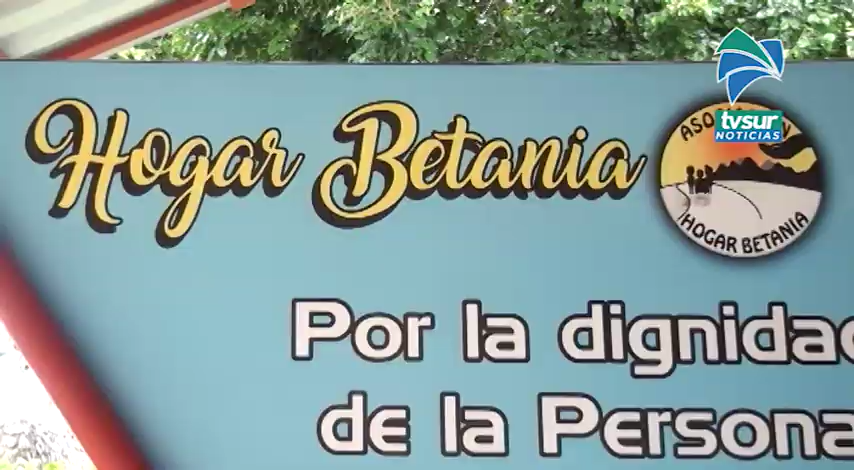 Hogar Betania
tvsur
NOTICIAS
HOGAR BETANIA
Por la dignidad
de la Persona